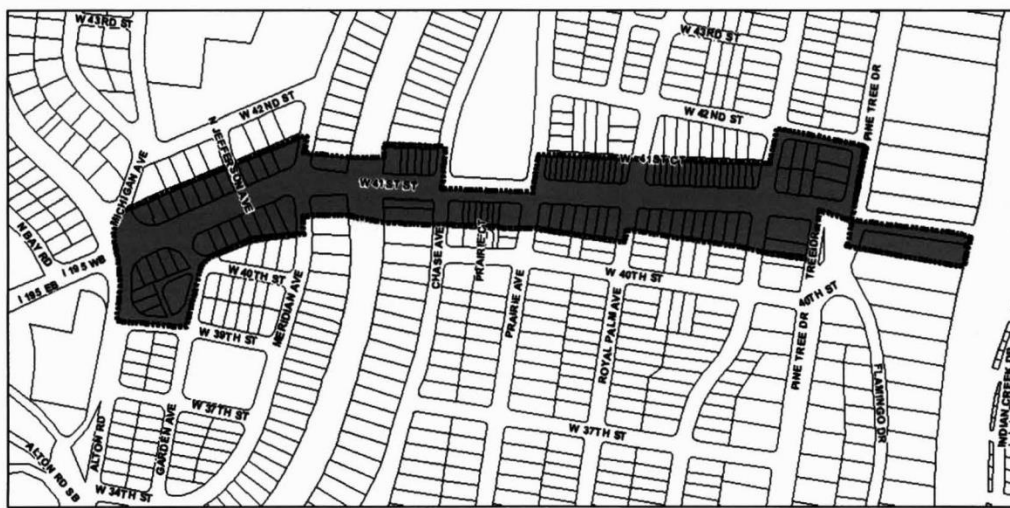 W 43RD ST
W 43RD ST
PINE TREE DR
W 42ND ST
W 42ND ST
PINE TREE DR
N JEFFERSON AVE
MICHIGAN AVE
W 41ST ST
N BAY RD
I 195 WB
I 195 EB
W 40TH ST
MERIDIAN AVE
CHASE AVE
PRAIRIE CT
PRAIRIE AVE
W 40TH ST
40TH ST
W 39TH ST
ROYAL PALM AVE
PINE TREE DR
FLAMINGO DR
INDIAN CREEK DR
W 37TH ST
W 37TH ST
GARDEN AVE
ALTON RD
ALTON RD SB
W 34TH ST